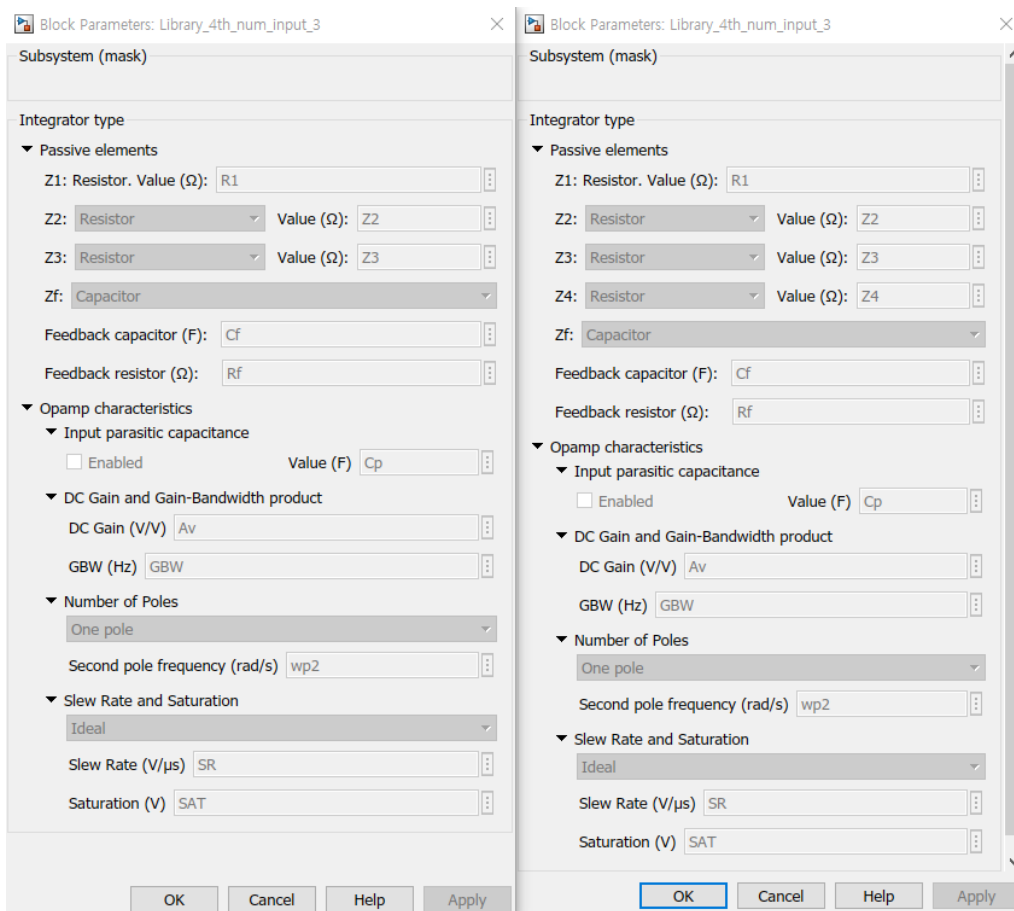 Block Parameters: Library_4th_num_input_3
Subsystem (mask)
Integrator type
Passive elements
Z1: Resistor. Value (Ω): R1
Z2: Resistor Value (Ω): Z2
Z3: Resistor Value (Ω): Z3
Zf: Capacitor
Feedback capacitor (F): Cf
Feedback resistor (Ω): Rf
Opamp characteristics
Input parasitic capacitance
Enabled Value (F) Cp
DC Gain and Gain-Bandwidth product
DC Gain (V/V) Av
GBW (Hz) GBW
Number of Poles
One pole
Second pole frequency (rad/s) wp2
Slew Rate and Saturation
Ideal
Slew Rate (V/µs) SR
Saturation (V) SAT
OK Cancel Help Apply
Block Parameters: Library_4th_num_input_3
Subsystem (mask)
Integrator type
Passive elements
Z1: Resistor. Value (Ω): R1
Z2: Resistor Value (Ω): Z2
Z3: Resistor Value (Ω): Z3
Z4: Resistor Value (Ω): Z4
Zf: Capacitor
Feedback capacitor (F): Cf
Feedback resistor (Ω): Rf
Opamp characteristics
Input parasitic capacitance
Enabled Value (F) Cp
DC Gain and Gain-Bandwidth product
DC Gain (V/V) Av
GBW (Hz) GBW
Number of Poles
One pole
Second pole frequency (rad/s) wp2
Slew Rate and Saturation
Ideal
Slew Rate (V/µs) SR
Saturation (V) SAT
OK Cancel Help Apply